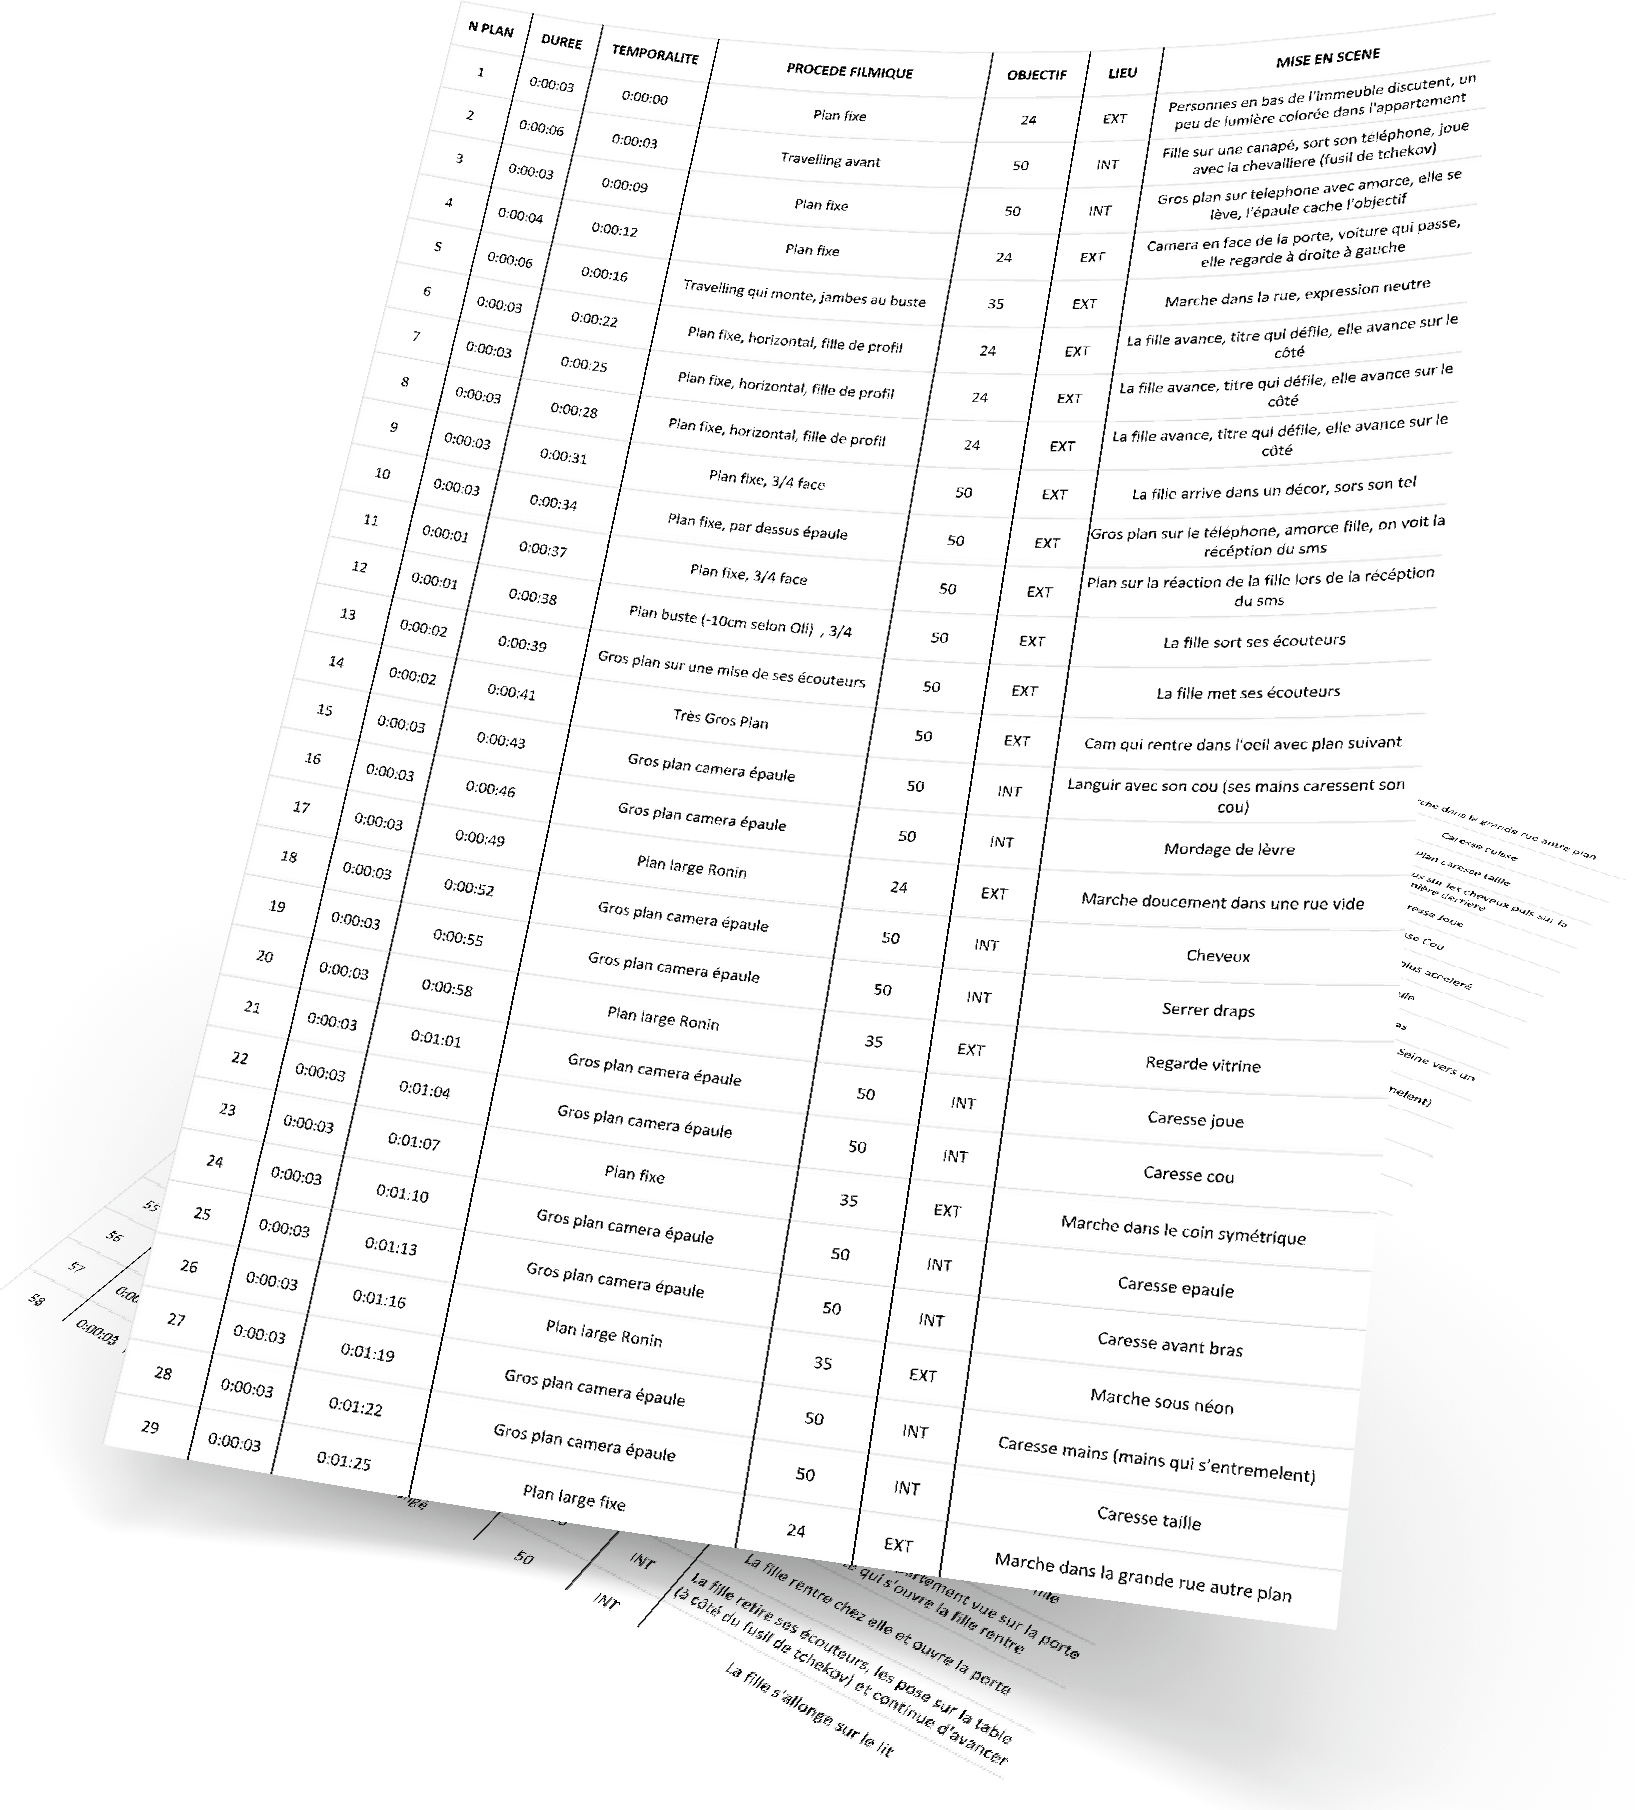 N PLAN DUREE TEMPORALITE PROCEDE FILMIQUE OBJECTIF LIEU MISE EN SCENE
1 0:00:03 0:00:00 Plan fixe 24 EXT Personnes en bas de l'immeuble discutent, un
peu de lumière colorée dans l'appartement
2 0:00:06 0:00:03 Travelling avant 50 INT Fille sur une canapé, sort son téléphone, joue
avec la chevailiere (fusil de tchekov)
3 0:00:03 0:00:09 Plan fixe 50 INT Gros plan sur telephone avec amorce, elle se
lève, l'épaule cache l'objectif
4 0:00:04 0:00:12 Plan fixe 24 EXT Camera en face de la porte, voiture qui passe,
elle regarde à droite à gauche
5 0:00:06 0:00:16 Travelling qui monte, jambes au buste 35 EXT Marche dans la rue, expression neutre
6 0:00:03 0:00:22 Plan fixe, horizontal, fille de profil 24 EXT La fille avance, titre qui défile, elle avance sur le
côté
7 0:00:03 0:00:25 Plan fixe, horizontal, fille de profil 24 EXT La fille avance, titre qui défile, elle avance sur le
côté
8 0:00:03 0:00:28 Plan fixe, horizontal, fille de profil 24 EXT La fille avance, titre qui défile, elle avance sur le
côté
9 0:00:03 0:00:31 Plan fixe, 3/4 face 50 EXT La fille arrive dans un décor, sors son tel
10 0:00:03 0:00:34 Plan fixe, par dessus épaule 50 EXT Gros plan sur le téléphone, amorce fille, on voit la
récéption du sms
11 0:00:01 0:00:37 Plan fixe, 3/4 face 50 EXT Plan sur la réaction de la fille lors de la récéption
du sms
12 0:00:01 0:00:38 Plan buste (-10cm selon Oli) , 3/4 50 EXT La fille sort ses écouteurs
13 0:00:02 0:00:39 Gros plan sur une mise de ses écouteurs 50 EXT La fille met ses écouteurs
14 0:00:02 0:00:41 Très Gros Plan 50 EXT Cam qui rentre dans l'oeil avec plan suivant
15 0:00:03 0:00:43 Gros plan camera épaule 50 INT Languir avec son cou (ses mains caressent son
cou)
16 0:00:03 0:00:46 Gros plan camera épaule 50 INT Mordage de lèvre
17 0:00:03 0:00:49 Plan large Ronin 24 EXT Marche doucement dans une rue vide
18 0:00:03 0:00:52 Gros plan camera épaule 50 INT Cheveux
19 0:00:03 0:00:55 Gros plan camera épaule 50 INT Serrer draps
20 0:00:03 0:00:58 Plan large Ronin 35 EXT Regarde vitrine
21 0:00:03 0:01:01 Gros plan camera épaule 50 INT Caresse joue
22 0:00:03 0:01:04 Gros plan camera épaule 50 INT Caresse cou
23 0:00:03 0:01:07 Plan fixe 35 EXT Marche dans le coin symétrique
24 0:00:03 0:01:10 Gros plan camera épaule 50 INT Caresse epaule
25 0:00:03 0:01:13 Gros plan camera épaule 50 INT Caresse avant bras
26 0:00:03 0:01:16 Plan large Ronin 35 EXT Marche sous néon
27 0:00:03 0:01:19 Gros plan camera épaule 50 INT Caresse mains (mains qui s'entremelent)
28 0:00:03 0:01:22 Gros plan camera épaule 50 INT Caresse taille
29 0:00:03 0:01:25 Plan large fixe 24 EXT Marche dans la grande rue autre plan
dans la grande rue autre plan
Caresse cuisse
Plan caresse taille
sur les cheveux puis sur la
derriere
joue
Cou
plus acceleré
Seine vers un
55
56
57
58 0:00:03
vue sur la porte
qui s'ouvre la fille rentre
La fille rentre chez elle et ouvre la porte
50 INT La fille retire ses écouteurs, les pose sur la table
(à côté du fusil de tchekov) et continue d'avancer
INT La fille s'allonge sur le lit